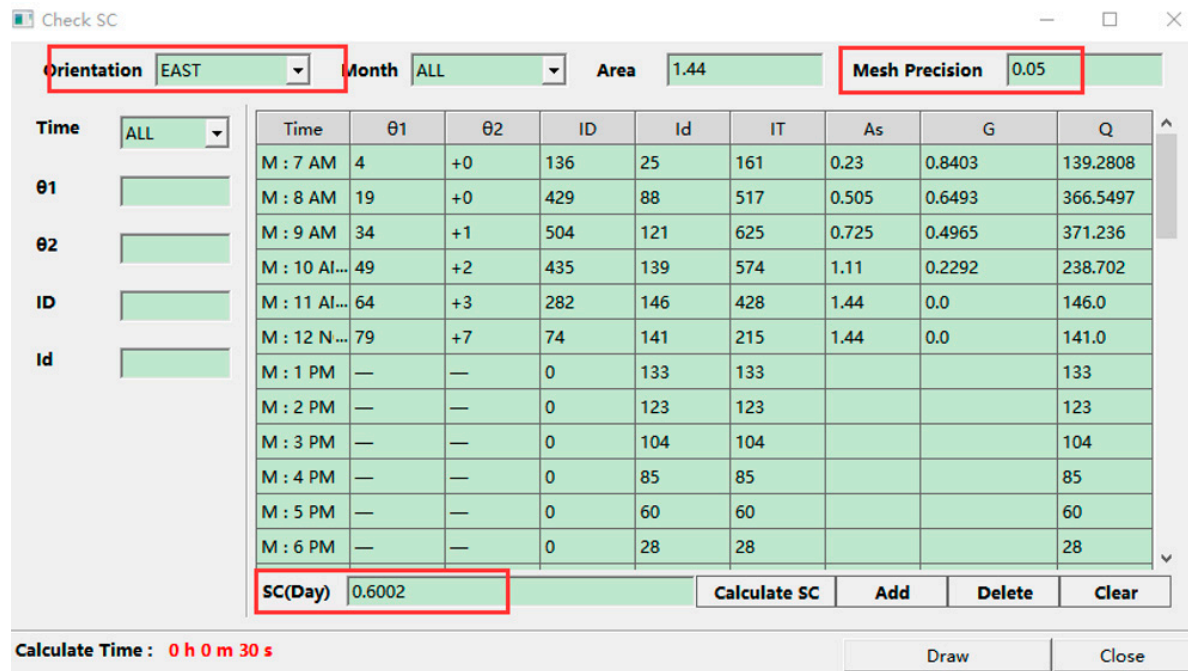 Check SC
Orientation EAST Month ALL Area 1.44 Mesh Precision 0.05
Time ALL
θ1
θ2
ID
Id
Time θ1 θ2 ID Id IT As G Q
M : 7 AM 4 +0 136 25 161 0.23 0.8403 139.2808
M : 8 AM 19 +0 429 88 517 0.505 0.6493 366.5497
M : 9 AM 34 +1 504 121 625 0.725 0.4965 371.236
M : 10 A... 49 +2 435 139 574 1.11 0.2292 238.702
M : 11 A... 64 +3 282 146 428 1.44 0.0 146.0
M : 12 N... 79 +7 74 141 215 1.44 0.0 141.0
M : 1 PM — — 0 133 133 133
M : 2 PM — — 0 123 123 123
M : 3 PM — — 0 104 104 104
M : 4 PM — — 0 85 85 85
M : 5 PM — — 0 60 60 60
M : 6 PM — — 0 28 28 28
SC(Day) 0.6002 Calculate SC Add Delete Clear
Calculate Time : 0 h 0 m 30 s Draw Close